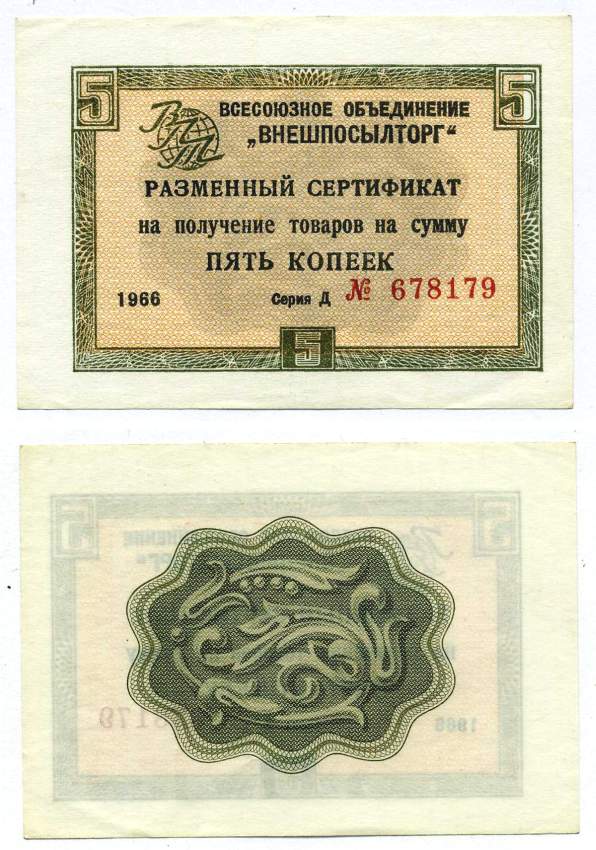 5 5
ВПТ
ВСЕСОЮЗНОЕ ОБЪЕДИНЕНИЕ
„ВНЕШПОСЫЛТОРГ“
РАЗМЕННЫЙ СЕРТИФИКАТ
на получение товаров на сумму
ПЯТЬ КОПЕЕК
1966 Серия Д № 678179
5